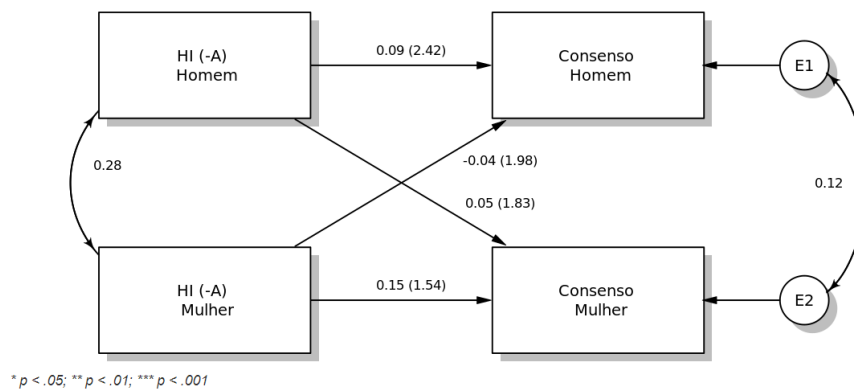 HI (-A)
Homem
0.09 (2.42)
Consenso
Homem
E1
0.28
-0.04 (1.98)
0.05 (1.83)
0.12
HI (-A)
Mulher
0.15 (1.54)
Consenso
Mulher
E2
* p < .05; ** p < .01; *** p < .001